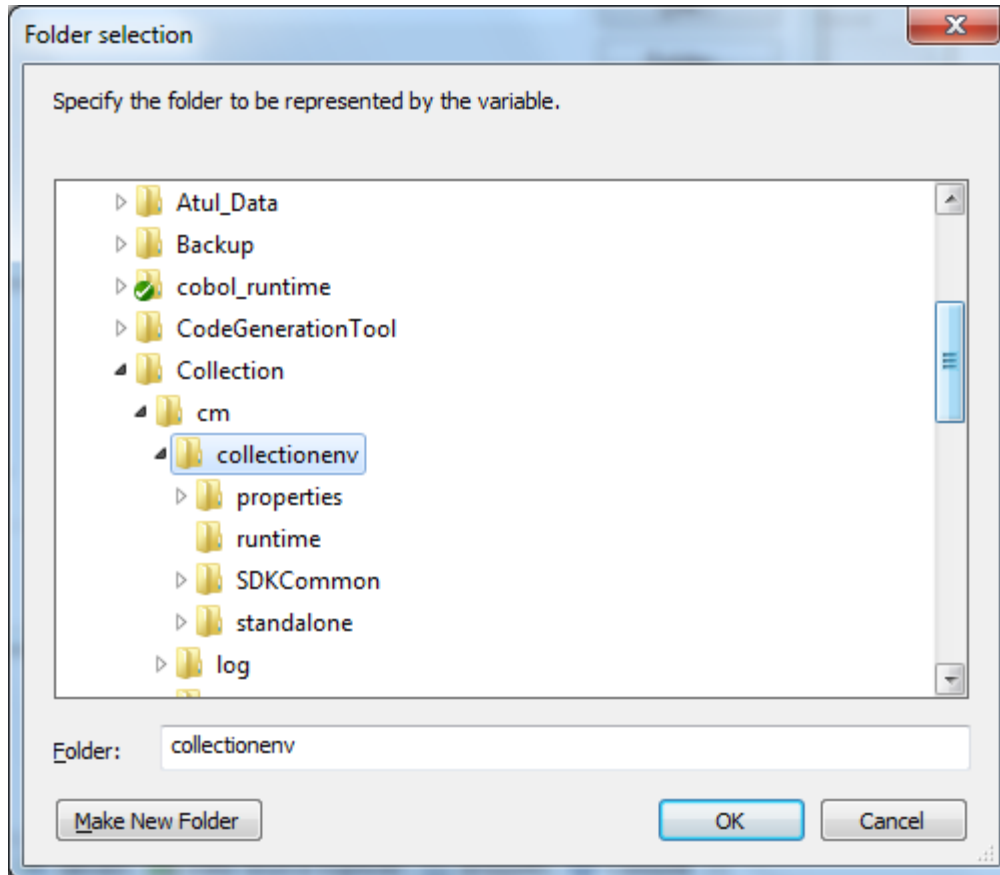 Folder selection
Specify the folder to be represented by the variable.
Atul_Data
Backup
cobol_runtime
CodeGenerationTool
Collection
cm
collectionenv
properties
runtime
SDKCommon
standalone
log
Folder: collectionenv
Make New Folder OK Cancel